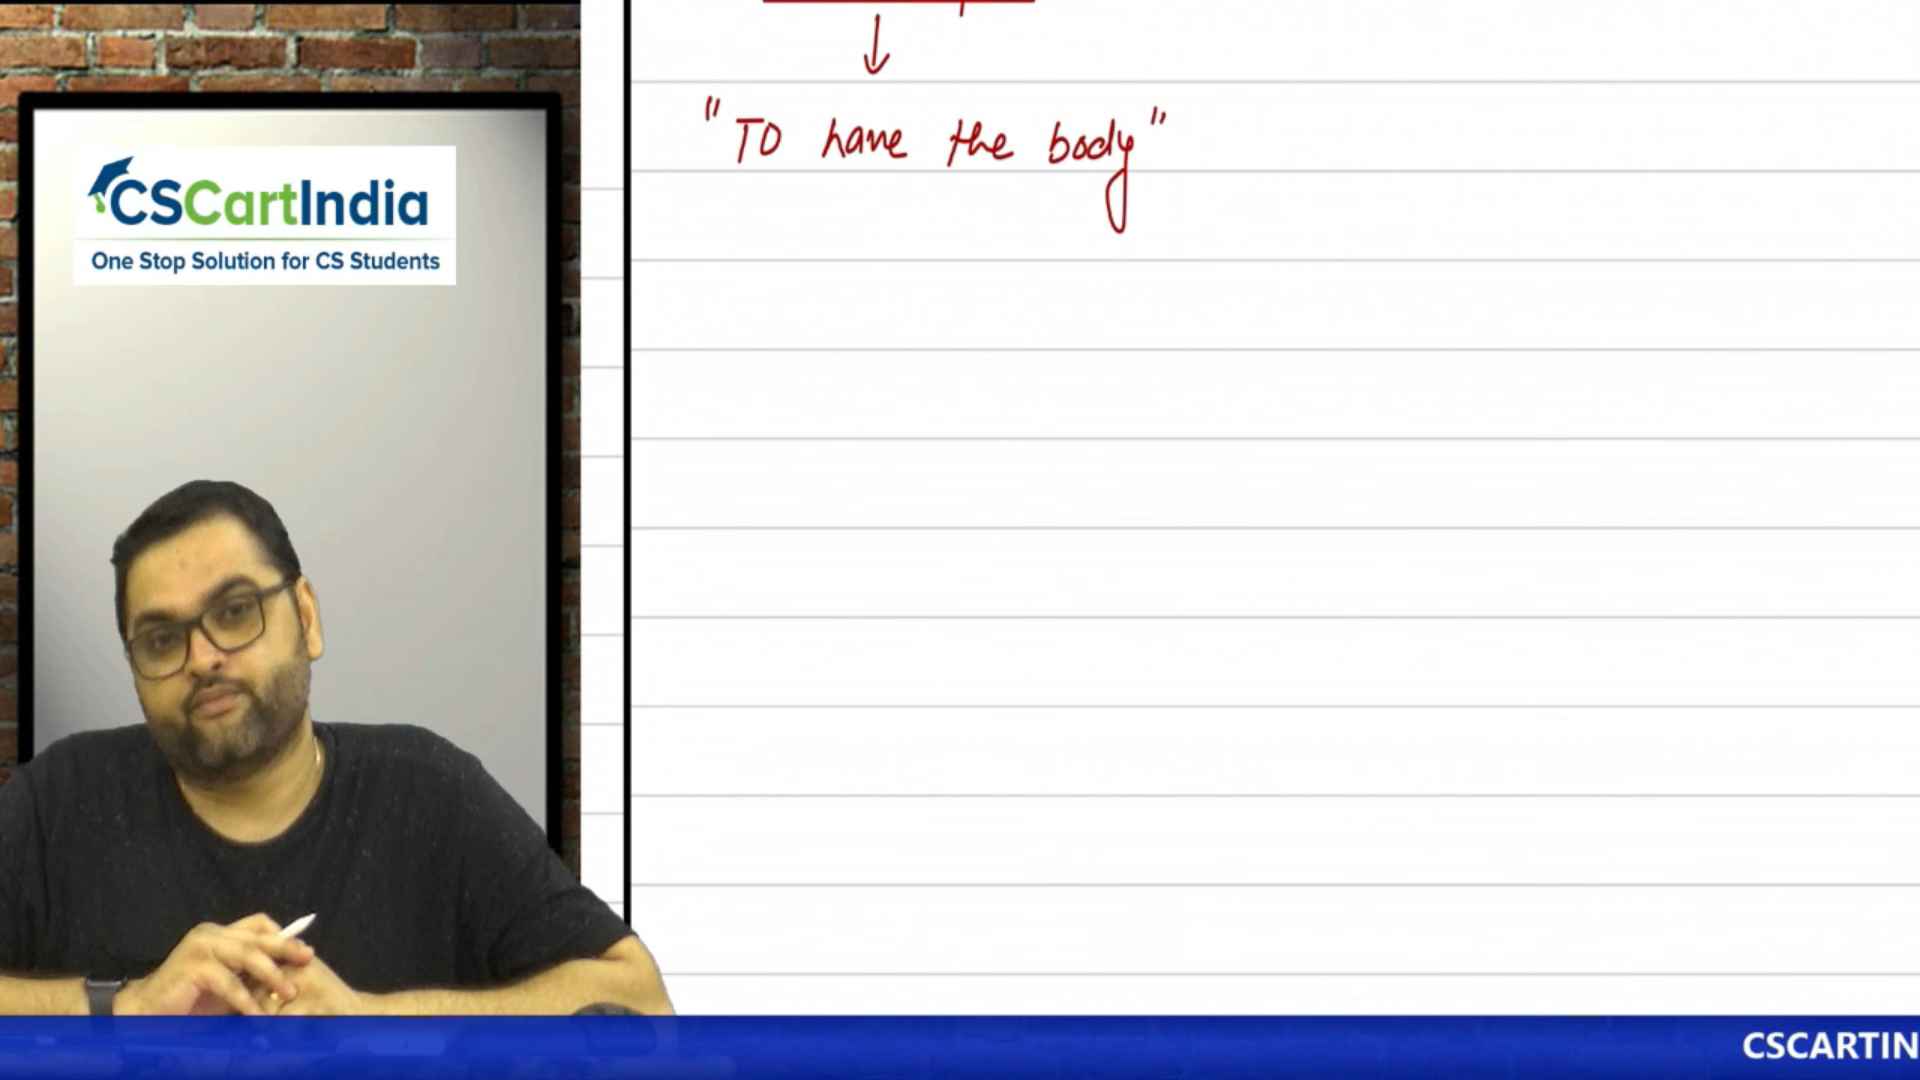 CSCartIndia
One Stop Solution for CS Students
"To have the body"
CSCARTIN